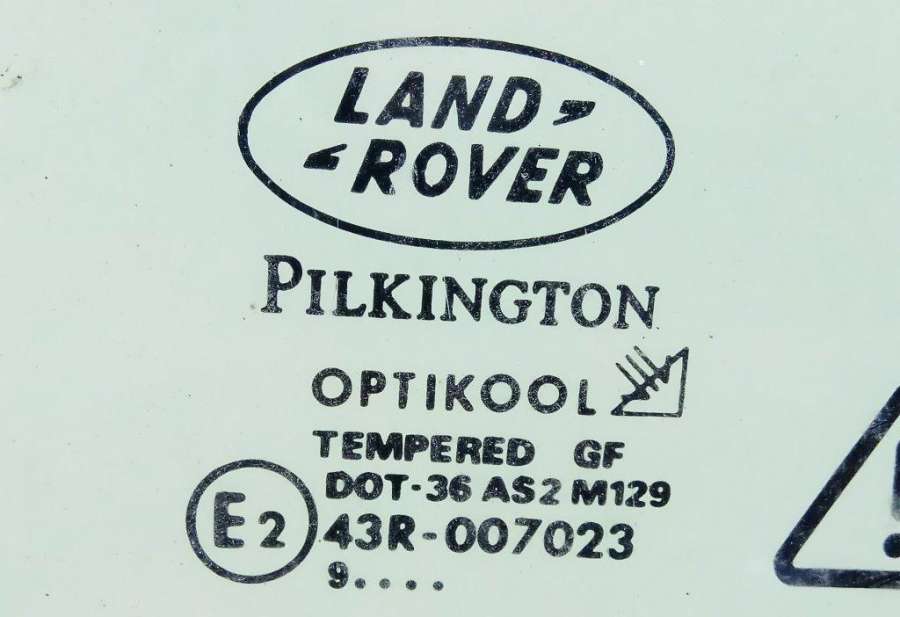 LAND
ROVER
PILKINGTON
OPTIKOOL
TEMPERED GF
DOT-36 AS2 M129
E2
43R-007023
9....